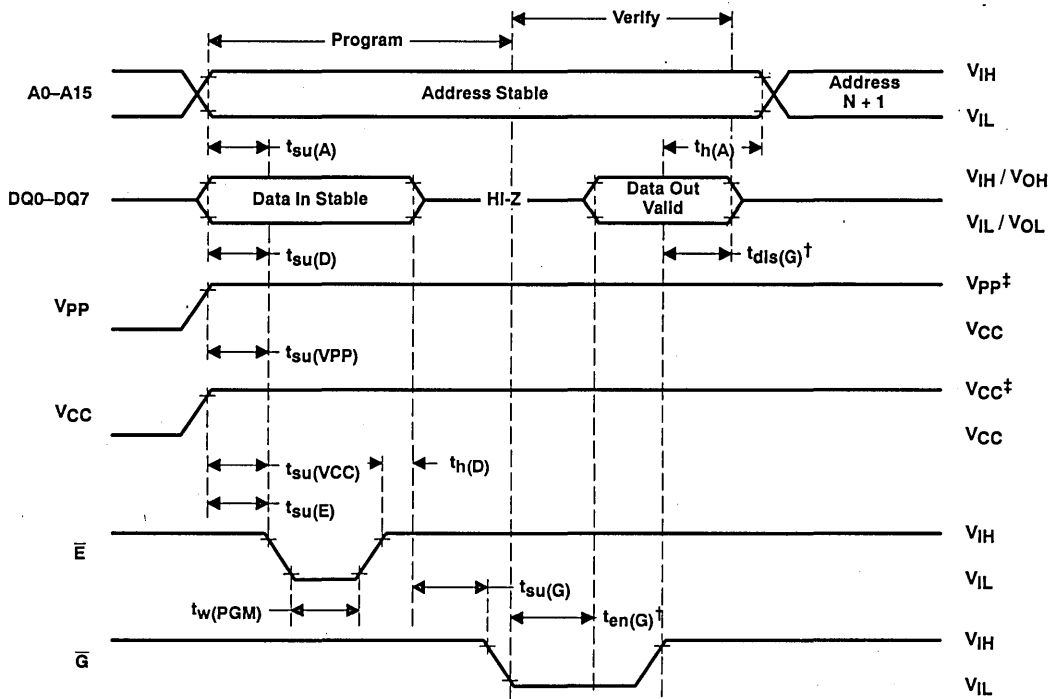 Verify
Program
A0–A15
Address Stable
Address
N + 1
VIH
VIL
tsu(A)
th(A)
DQ0–DQ7
Data In Stable
HI-Z
Data Out
Valid
VIH / VOH
VIL / VOL
tsu(D)
tdis(G)†
VPP
VPP‡
VCC
tsu(VPP)
VCC
VCC‡
VCC
tsu(VCC)
th(D)
tsu(E)
E̅
VIH
VIL
tsu(G)
tw(PGM)
ten(G)†
G̅
VIH
VIL